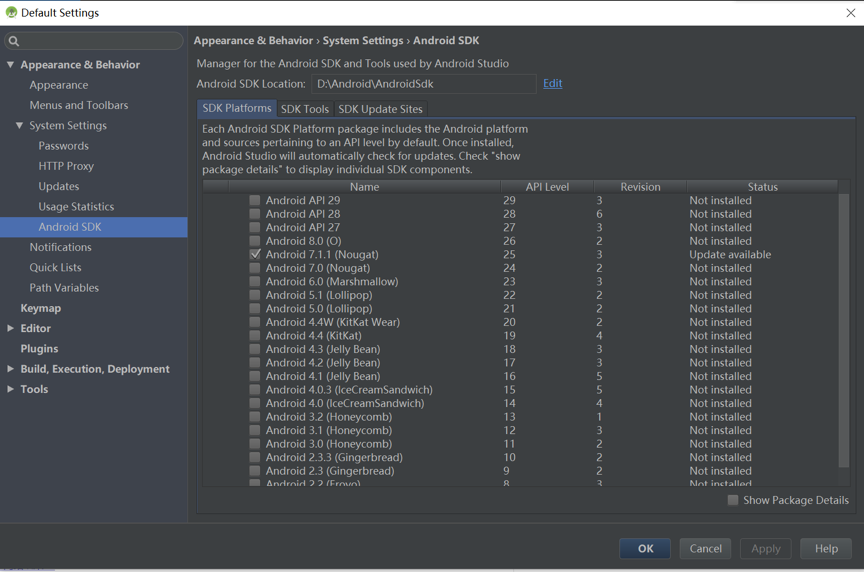 Default Settings
Appearance & Behavior
Appearance
Menus and Toolbars
System Settings
Passwords
HTTP Proxy
Updates
Usage Statistics
Android SDK
Notifications
Quick Lists
Path Variables
Keymap
Editor
Plugins
Build, Execution, Deployment
Tools
Appearance & Behavior › System Settings › Android SDK
Manager for the Android SDK and Tools used by Android Studio
Android SDK Location: D:\Android\AndroidSdk Edit
SDK Platforms SDK Tools SDK Update Sites
Each Android SDK Platform package includes the Android platform
and sources pertaining to an API level by default. Once installed,
Android Studio will automatically check for updates. Check "show
package details" to display individual SDK components.
Name API Level Revision Status
Android API 29 29 3 Not installed
Android API 28 28 6 Not installed
Android API 27 27 3 Not installed
Android 8.0 (O) 26 2 Not installed
Android 7.1.1 (Nougat) 25 3 Update available
Android 7.0 (Nougat) 24 2 Not installed
Android 6.0 (Marshmallow) 23 3 Not installed
Android 5.1 (Lollipop) 22 2 Not installed
Android 5.0 (Lollipop) 21 2 Not installed
Android 4.4W (KitKat Wear) 20 2 Not installed
Android 4.4 (KitKat) 19 4 Not installed
Android 4.3 (Jelly Bean) 18 3 Not installed
Android 4.2 (Jelly Bean) 17 3 Not installed
Android 4.1 (Jelly Bean) 16 5 Not installed
Android 4.0.3 (IceCreamSandwich) 15 5 Not installed
Android 4.0 (IceCreamSandwich) 14 4 Not installed
Android 3.2 (Honeycomb) 13 1 Not installed
Android 3.1 (Honeycomb) 12 3 Not installed
Android 3.0 (Honeycomb) 11 2 Not installed
Android 2.3.3 (Gingerbread) 10 2 Not installed
Android 2.3 (Gingerbread) 9 2 Not installed
Android 2.2 (Froyo) 8 3 Not installed
Show Package Details
OK Cancel Apply Help